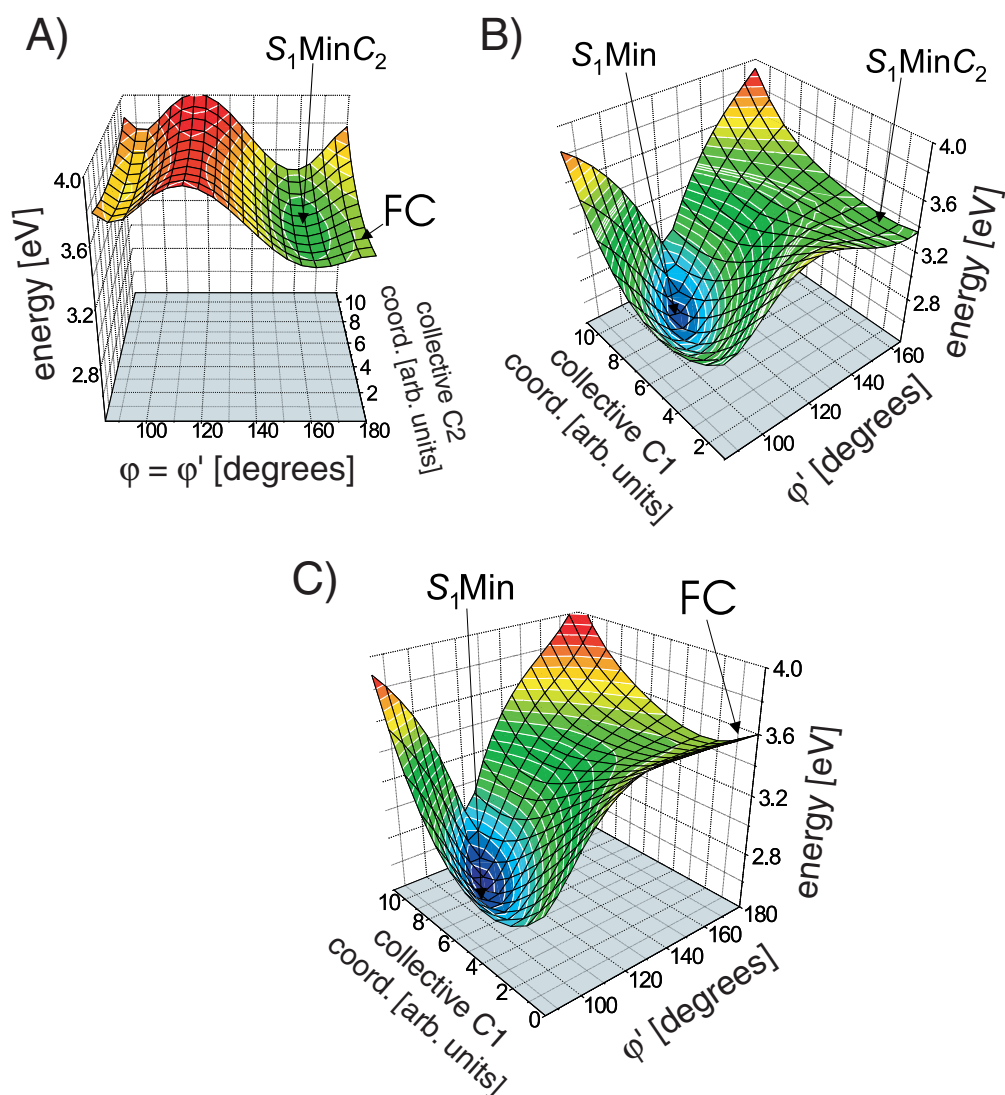 A)
S₁MinC₂
FC
4.0
3.6
3.2
2.8
energy [eV]
10
8
6
4
2
collective C2
coord. [arb. units]
100 120 140 160 180
φ = φ' [degrees]
B)
S₁Min
S₁MinC₂
4.0
3.6
3.2
2.8
energy [eV]
10
8
6
4
2
collective C1
coord. [arb. units]
100
120
140
160
φ' [degrees]
C)
S₁Min
FC
4.0
3.6
3.2
2.8
energy [eV]
10
8
6
4
2
0
collective C1
coord. [arb. units]
100
120
140
160
180
φ' [degrees]